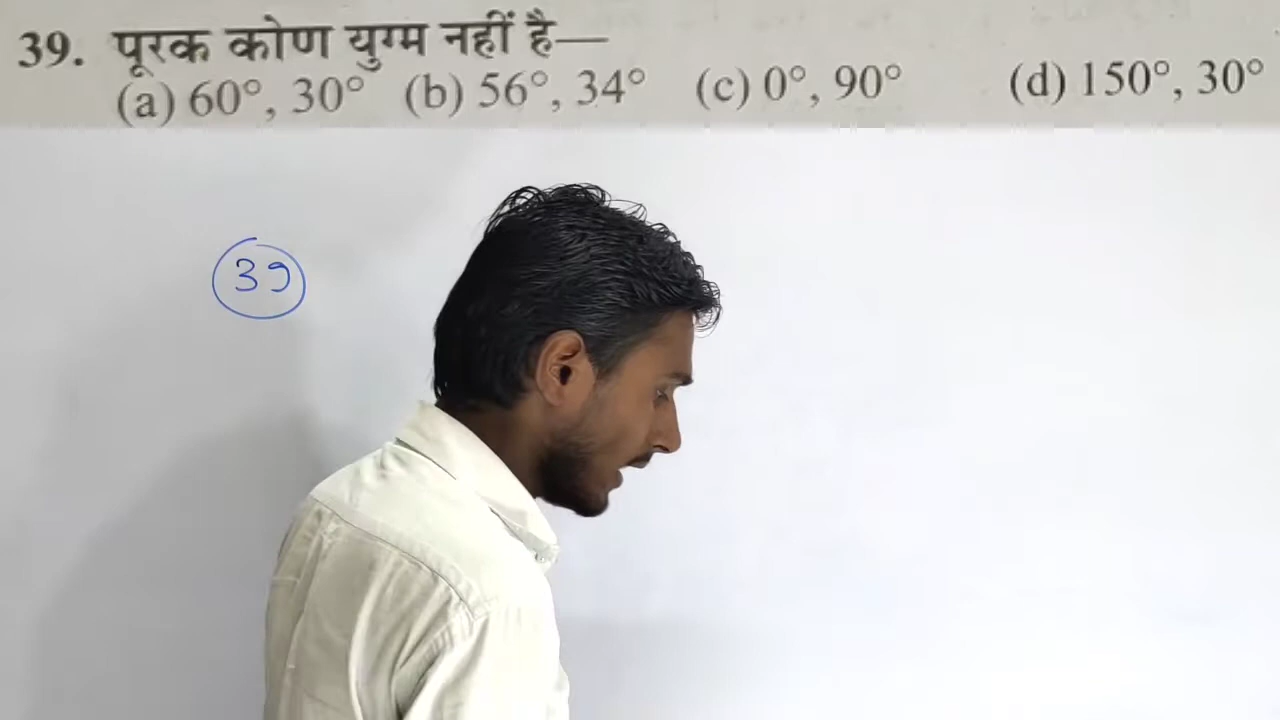 39. पूरक कोण युग्म नहीं है—
(a) 60°, 30° (b) 56°, 34° (c) 0°, 90° (d) 150°, 30°
39